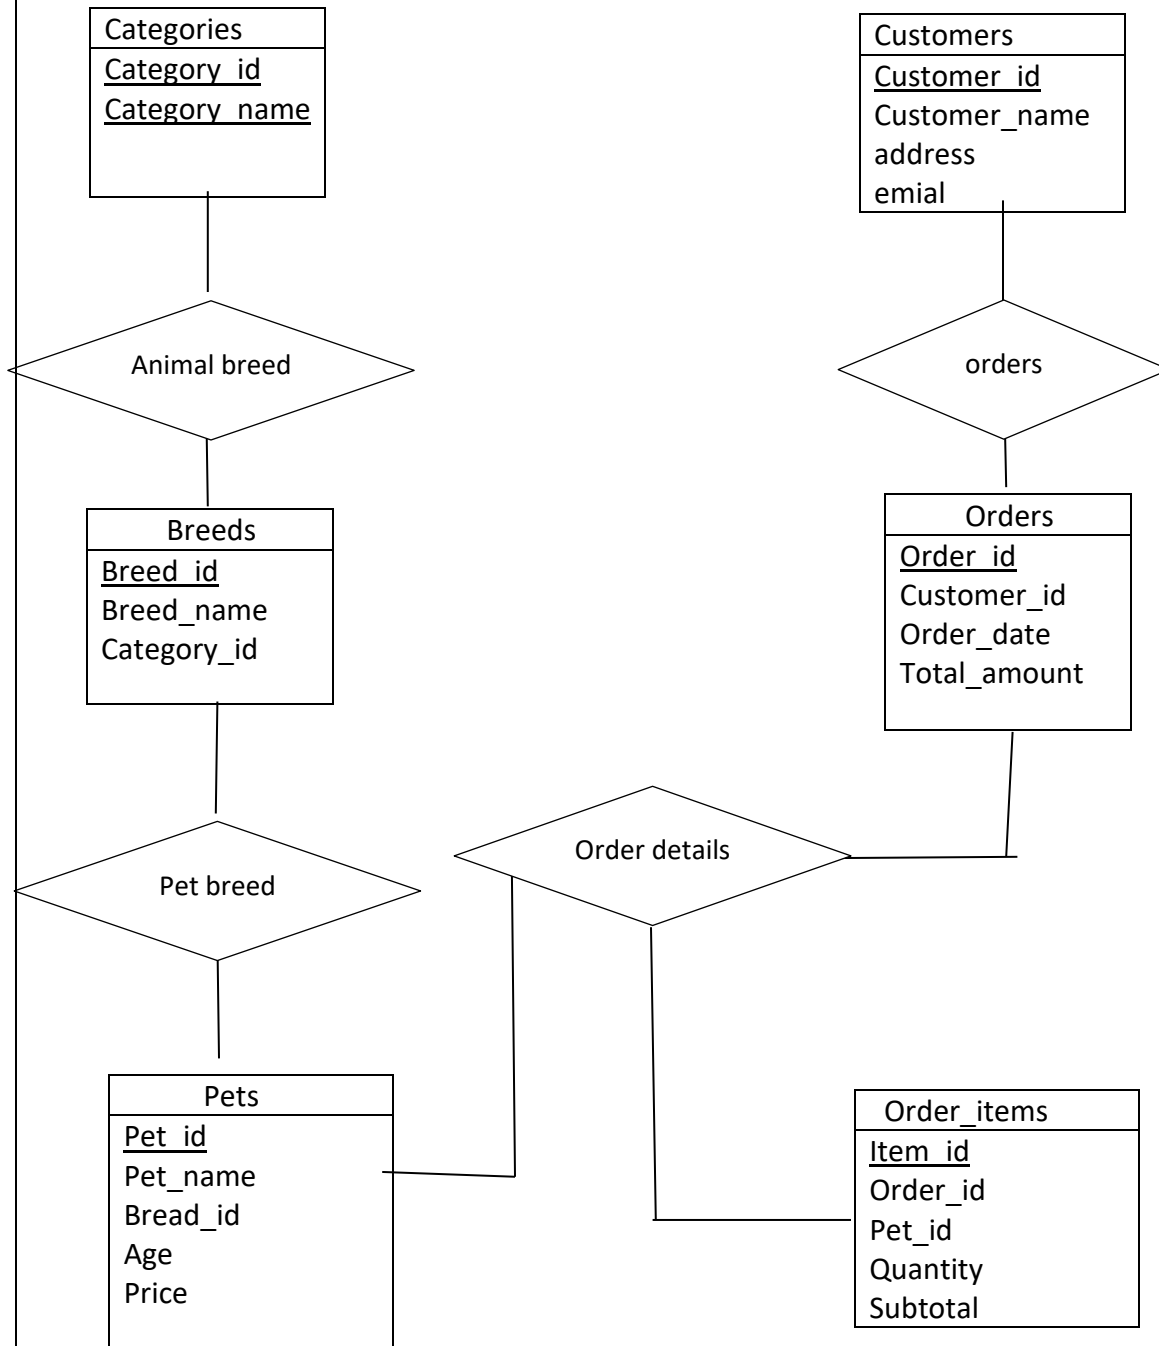 Categories
Category_id
Category_name
Customers
Customer_id
Customer_name
address
emial
Animal breed
orders
Breeds
Breed_id
Breed_name
Category_id
Orders
Order_id
Customer_id
Order_date
Total_amount
Order details
Pet breed
Pets
Pet_id
Pet_name
Bread_id
Age
Price
Order_items
Item_id
Order_id
Pet_id
Quantity
Subtotal